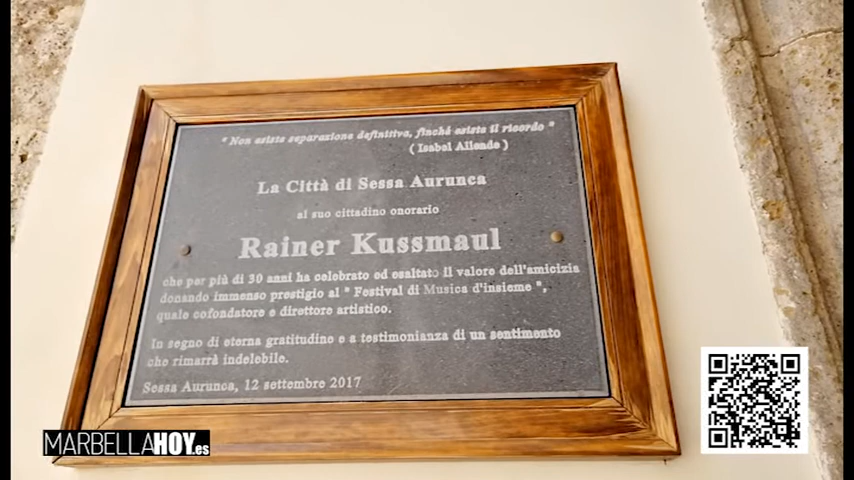 " Non esiste separazione definitiva, finché esiste il ricordo "
( Isabel Allende )
La Città di Sessa Aurunca
al suo cittadino onorario
Rainer Kussmaul
che per più di 30 anni ha celebrato ed esaltato il valore dell'amicizia
donando immenso prestigio al " Festival di Musica d'insieme ",
quale cofondatore e direttore artistico.
In segno di eterna gratitudine e a testimonianza di un sentimento
che rimarrà indelebile.
Sessa Aurunca, 12 settembre 2017
MARBELLAHOY.es